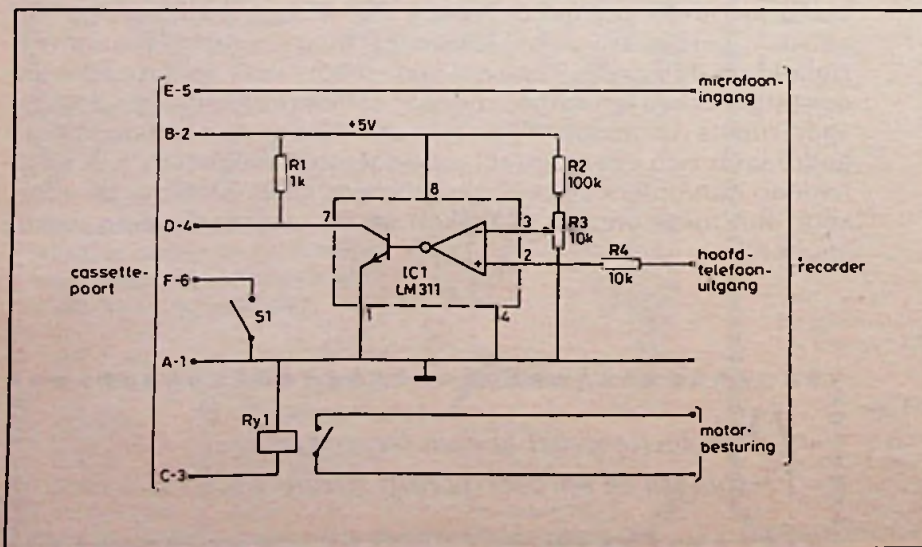 E-5
microfoon-
ingang
B-2
+5V
R1
1k
8
R2
100k
D-4
7
3
R3
10k
-
+
2
R4
10k
hoofd-
telefoon-
uitgang
recorder
cassette-
poort
F-6
S1
IC1
LM311
1
4
A-1
Ry1
motor-
besturing
C-3